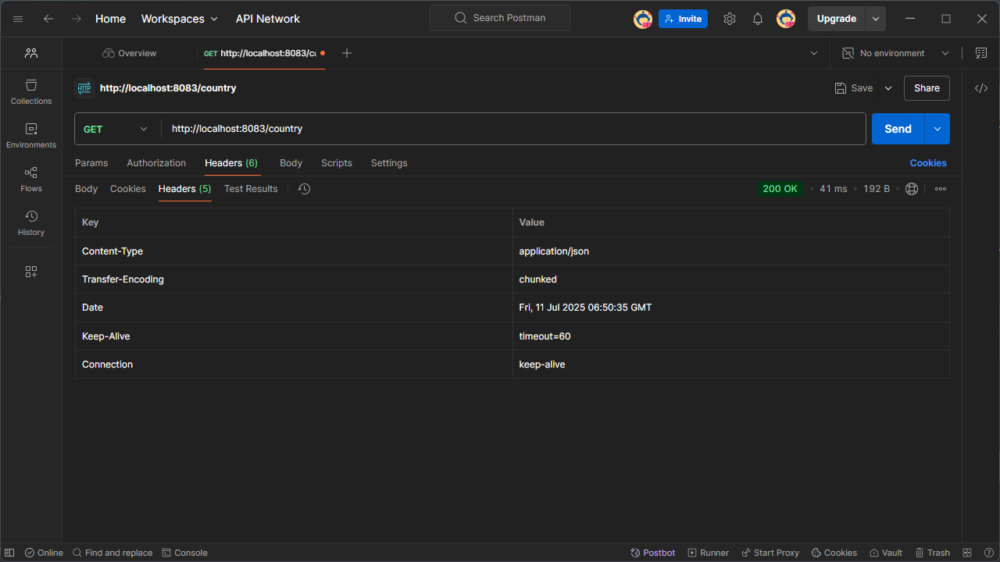 Home Workspaces API Network Search Postman Invite Upgrade
Overview GET http://localhost:8083/cc No environment
HTTP http://localhost:8083/country Save Share
Collections
GET http://localhost:8083/country Send
Environments
Params Authorization Headers (6) Body Scripts Settings Cookies
Flows
Body Cookies Headers (5) Test Results 200 OK 41 ms 192 B
History
Key Value
Content-Type application/json
Transfer-Encoding chunked
Date Fri, 11 Jul 2025 06:50:35 GMT
Keep-Alive timeout=60
Connection keep-alive
Online Find and replace Console Postbot Runner Start Proxy Cookies Vault Trash